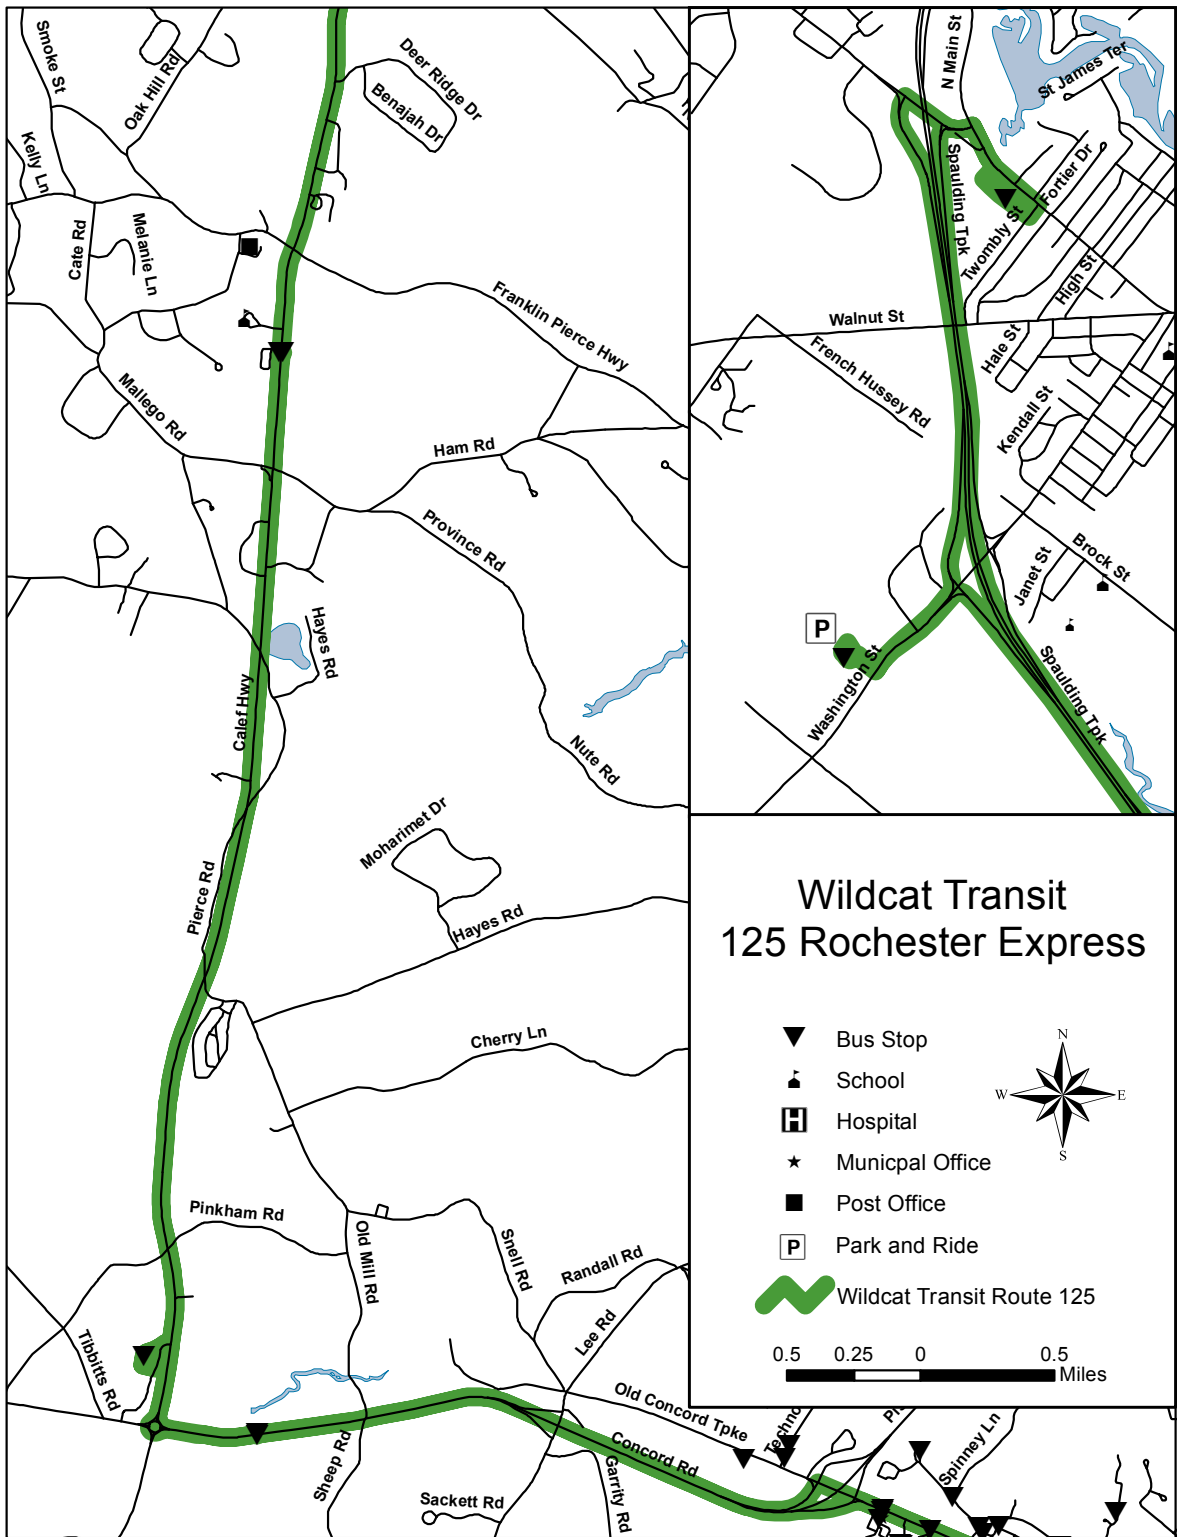 Smoke St
Oak Hill Rd
Deer Ridge Dr
Benajah Dr
Kelly Ln
Cate Rd
Melanie Ln
Franklin Pierce Hwy
Mallego Rd
Ham Rd
Province Rd
Hayes Rd
Calef Hwy
Nute Rd
Moharimet Dr
Pierce Rd
Hayes Rd
Cherry Ln
Pinkham Rd
Old Mill Rd
Snell Rd
Randall Rd
Lee Rd
Tibbitts Rd
Old Concord Tpke
Techno
Concord Rd
Spinney Ln
Sheep Rd
Garrity Rd
Sackett Rd
N Main St
St James Ter
Spaulding Tpk
Fortier Dr
Twombly St
High St
Walnut St
Hale St
French Hussey Rd
Kendall St
Brock St
Janet St
P
Washington St
Spaulding Tpk
Wildcat Transit
125 Rochester Express
Bus Stop
School
H Hospital
Municpal Office
Post Office
P Park and Ride
Wildcat Transit Route 125
N
W E
S
0.5 0.25 0 0.5
Miles